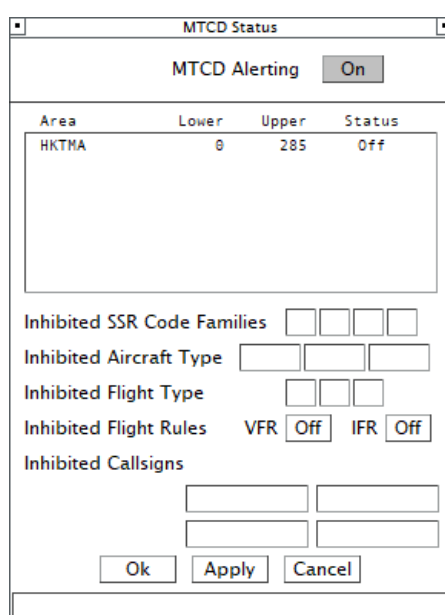 MTCD Status
MTCD Alerting On
Area Lower Upper Status
HKTMA 0 285 Off
Inhibited SSR Code Families
Inhibited Aircraft Type
Inhibited Flight Type
Inhibited Flight Rules VFR Off IFR Off
Inhibited Callsigns
Ok Apply Cancel